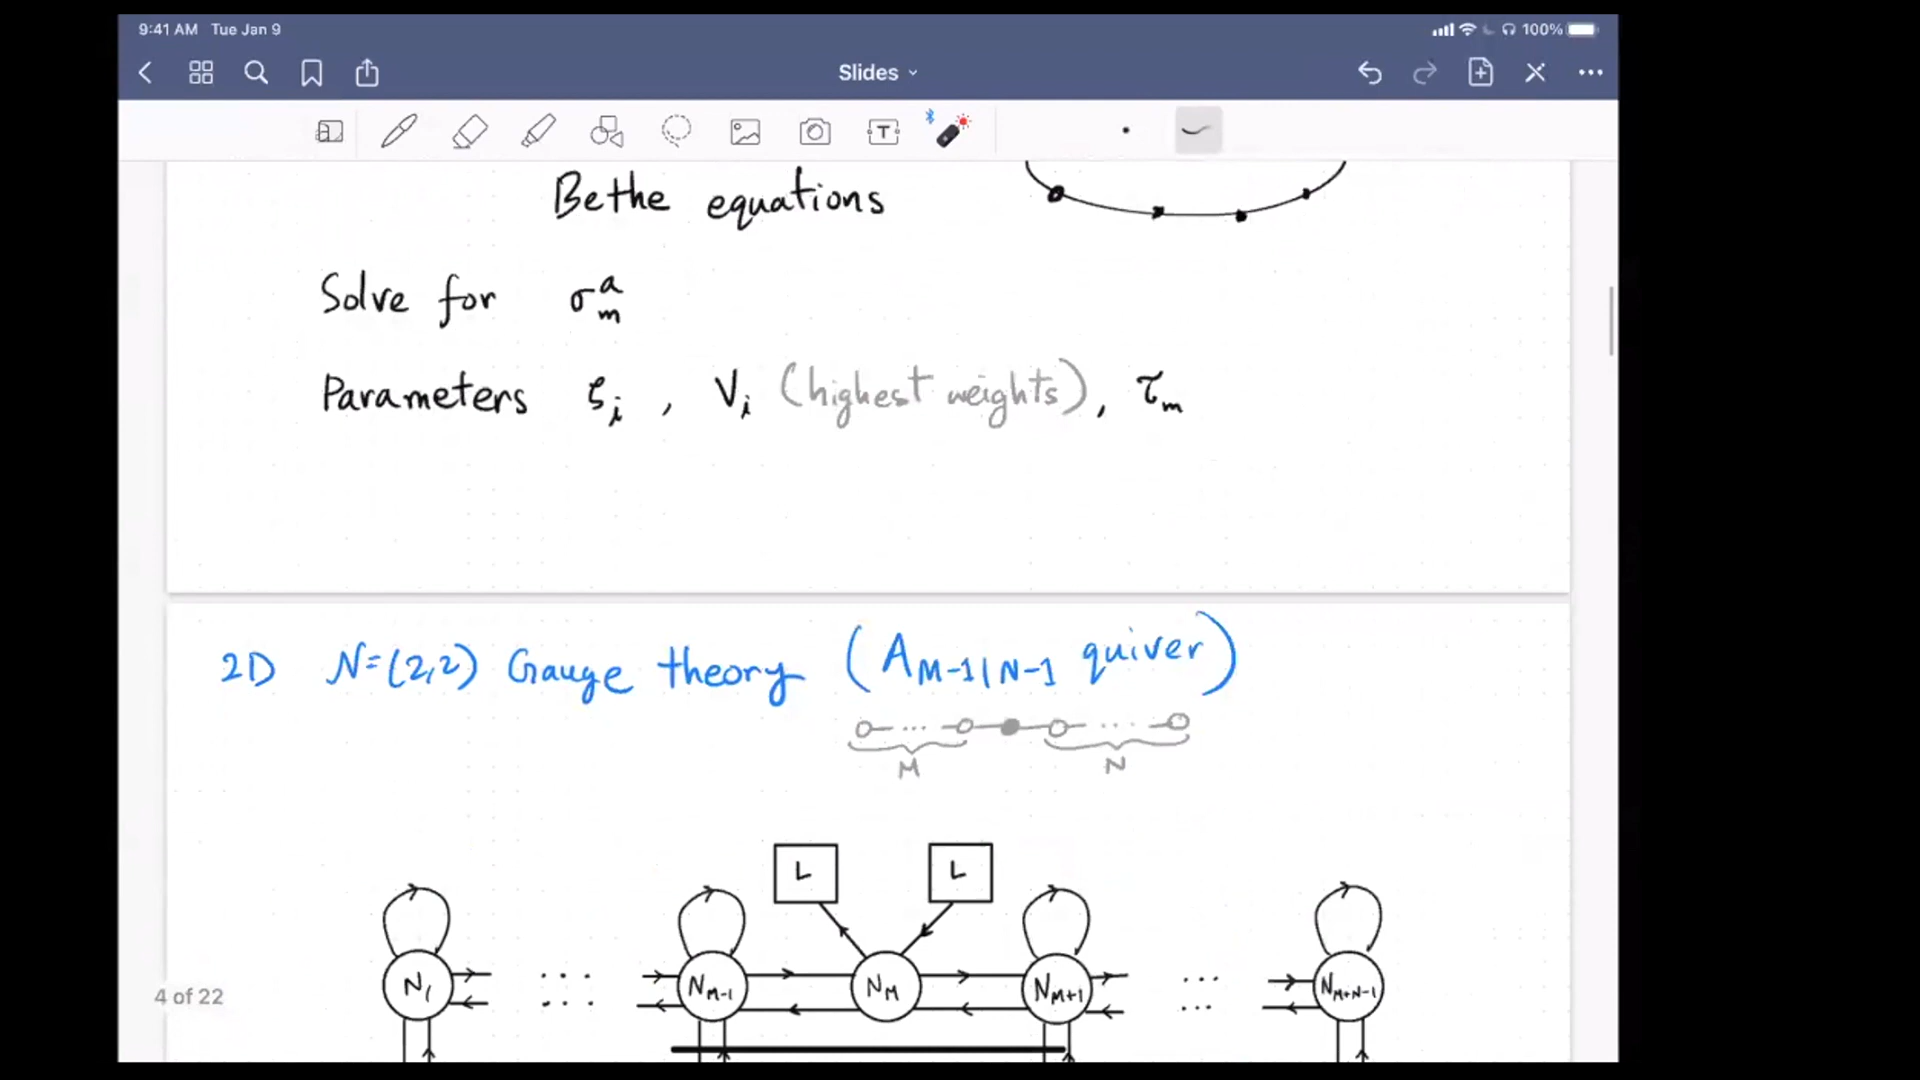 9:41 AM Tue Jan 9
100%
Slides
T
Bethe equations
Solve for σ^a_m
Parameters ς_i , V_i (highest weights), τ_m
2D N=(2,2) Gauge theory (A_{M-1|N-1} quiver)
M N
L L
N_1 ... N_{M-1} N_M N_{M+1} ... N_{M+N-1}
4 of 22